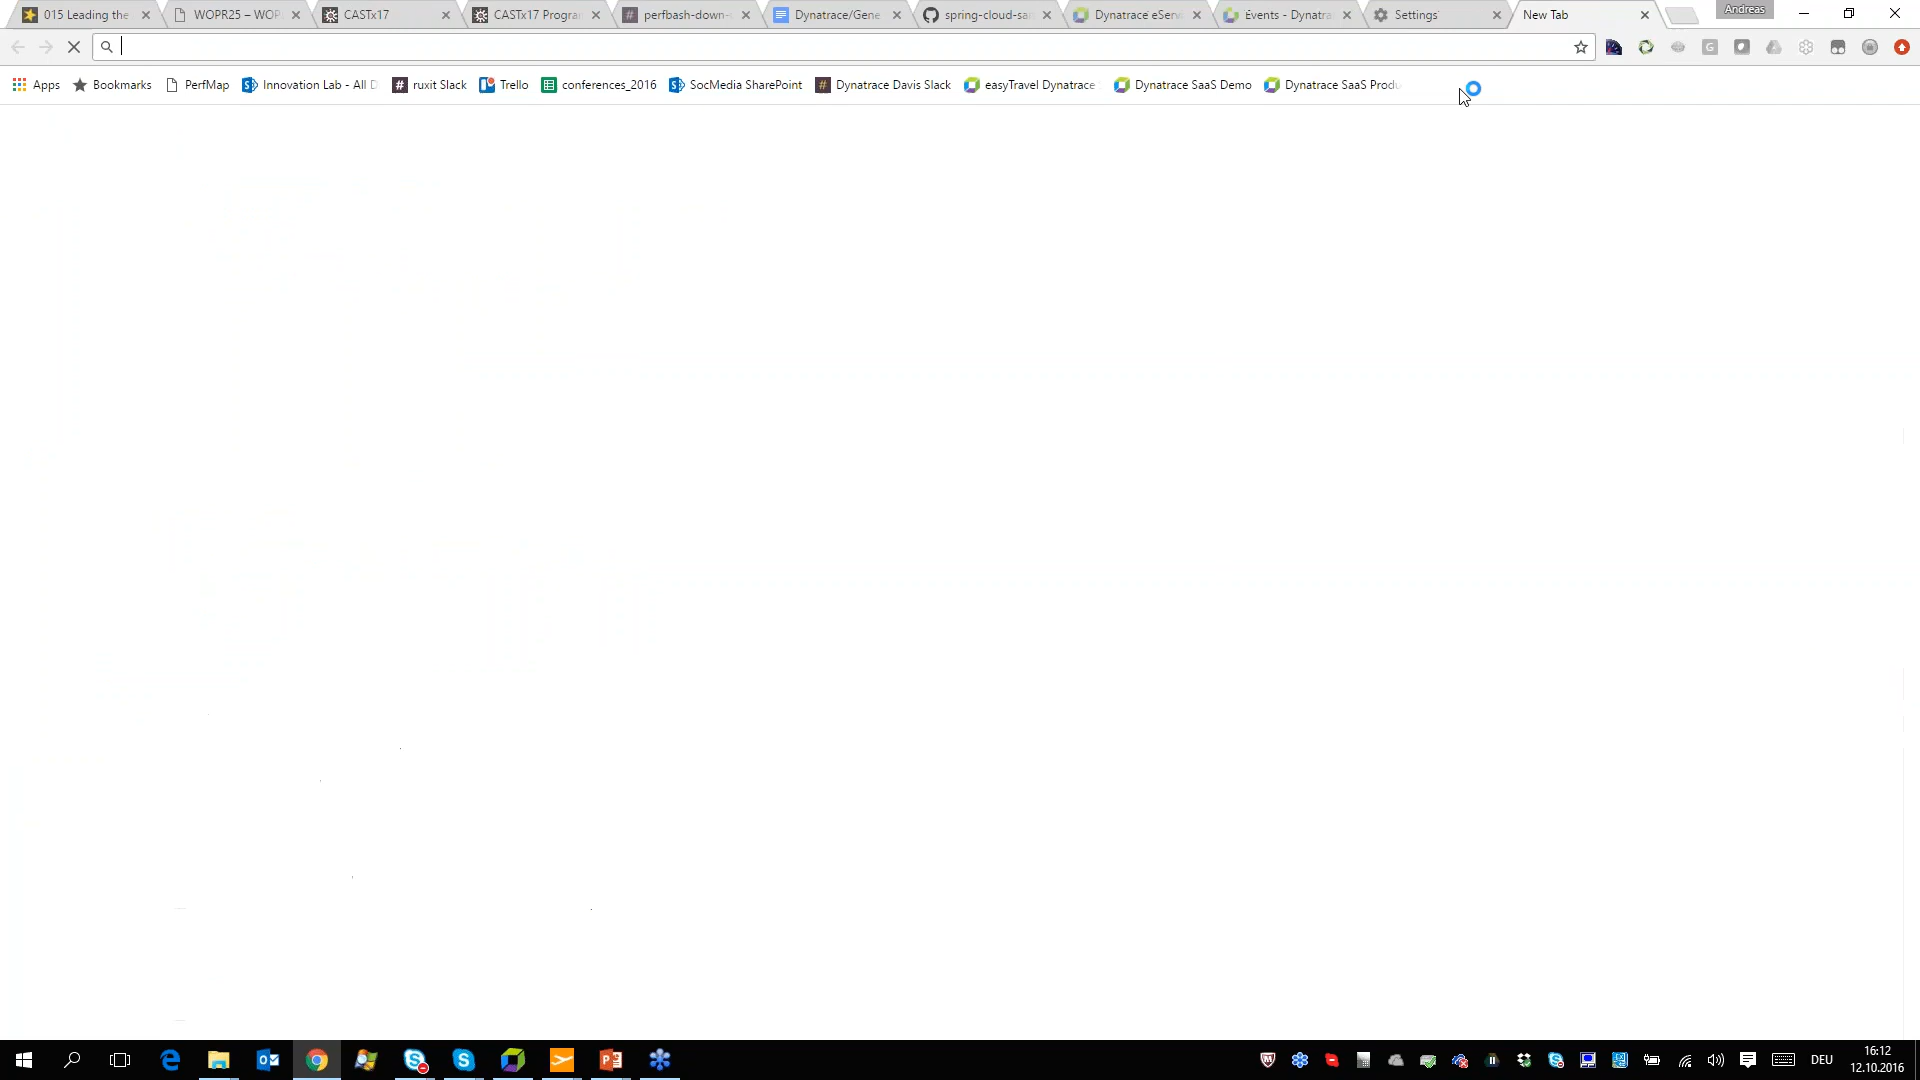 015 Leading the
WOPR25 – WOP
CASTx17
CASTx17 Progra
perfbash-down-
Dynatrace/Gene
spring-cloud-sa
Dynatrace eServ
Events - Dynatra
Settings
New Tab
Andreas
Apps
Bookmarks
PerfMap
Innovation Lab - All D
ruxit Slack
Trello
conferences_2016
SocMedia SharePoint
Dynatrace Davis Slack
easyTravel Dynatrace
Dynatrace SaaS Demo
Dynatrace SaaS Produ
DEU
16:12
12.10.2016